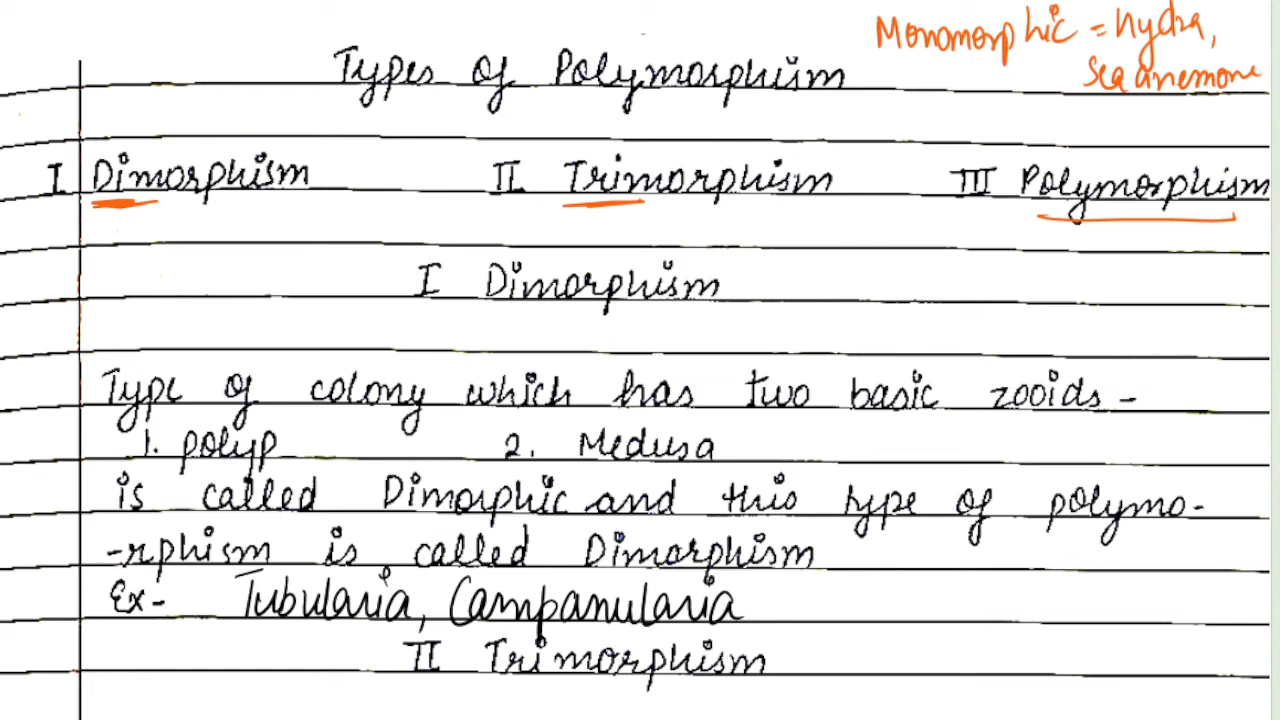 Monomorphic = hydra,
Sea anemone
Types of Polymorphism
I Dimorphism II Trimorphism III Polymorphism
I Dimorphism
Type of colony which has two basic zooids -
1. polyp 2. Medusa
is called Dimorphic and this type of polymo-
-rphism is called Dimorphism
Ex- Tubularia, Campanularia
II Trimorphism